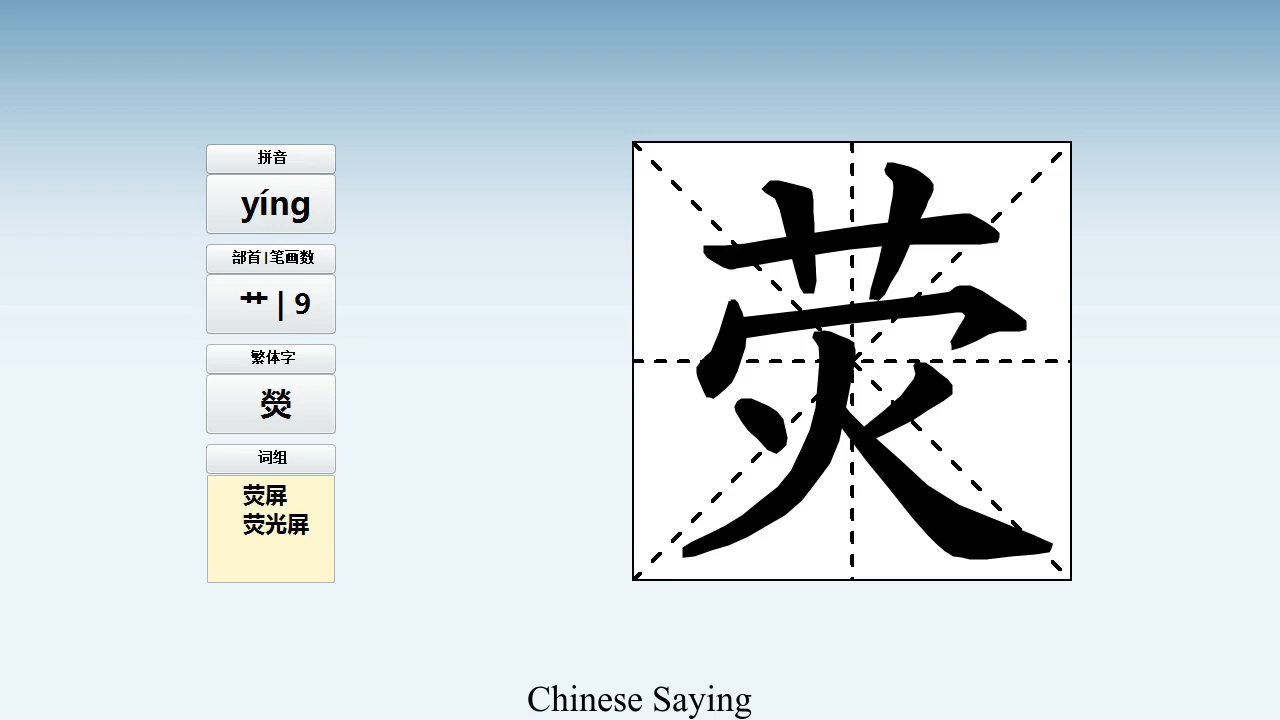 拼音
yíng
部首|笔画数
艹 | 9
繁体字
熒
词组
荧屏
荧光屏
荧
Chinese Saying